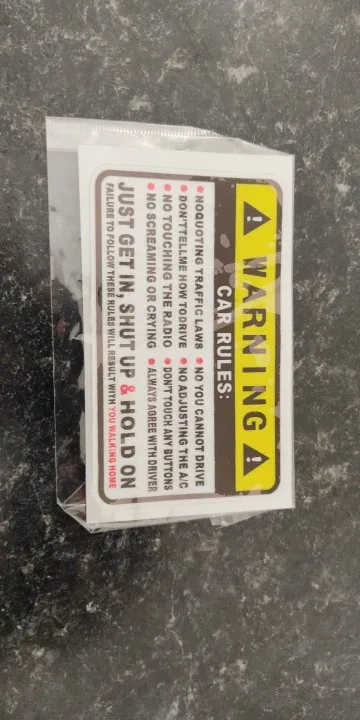 WARNING
CAR RULES:
NOQUOTING TRAFFIC LAWS
NO YOU CANNOT DRIVE
DON'TTELLME HOW TODRIVE
NO ADJUSTING THE A/C
NO TOUCHING THE RADIO
DON'T TOUCH ANY BUTTONS
NO SCREAMING OR CRYING
ALWAYS AGREE WITH DRIVER
JUST GET IN, SHUT UP & HOLD ON
FAILURE TO FOLLOW THESE RULES WILL RESULT WITH YOU WALKING HOME